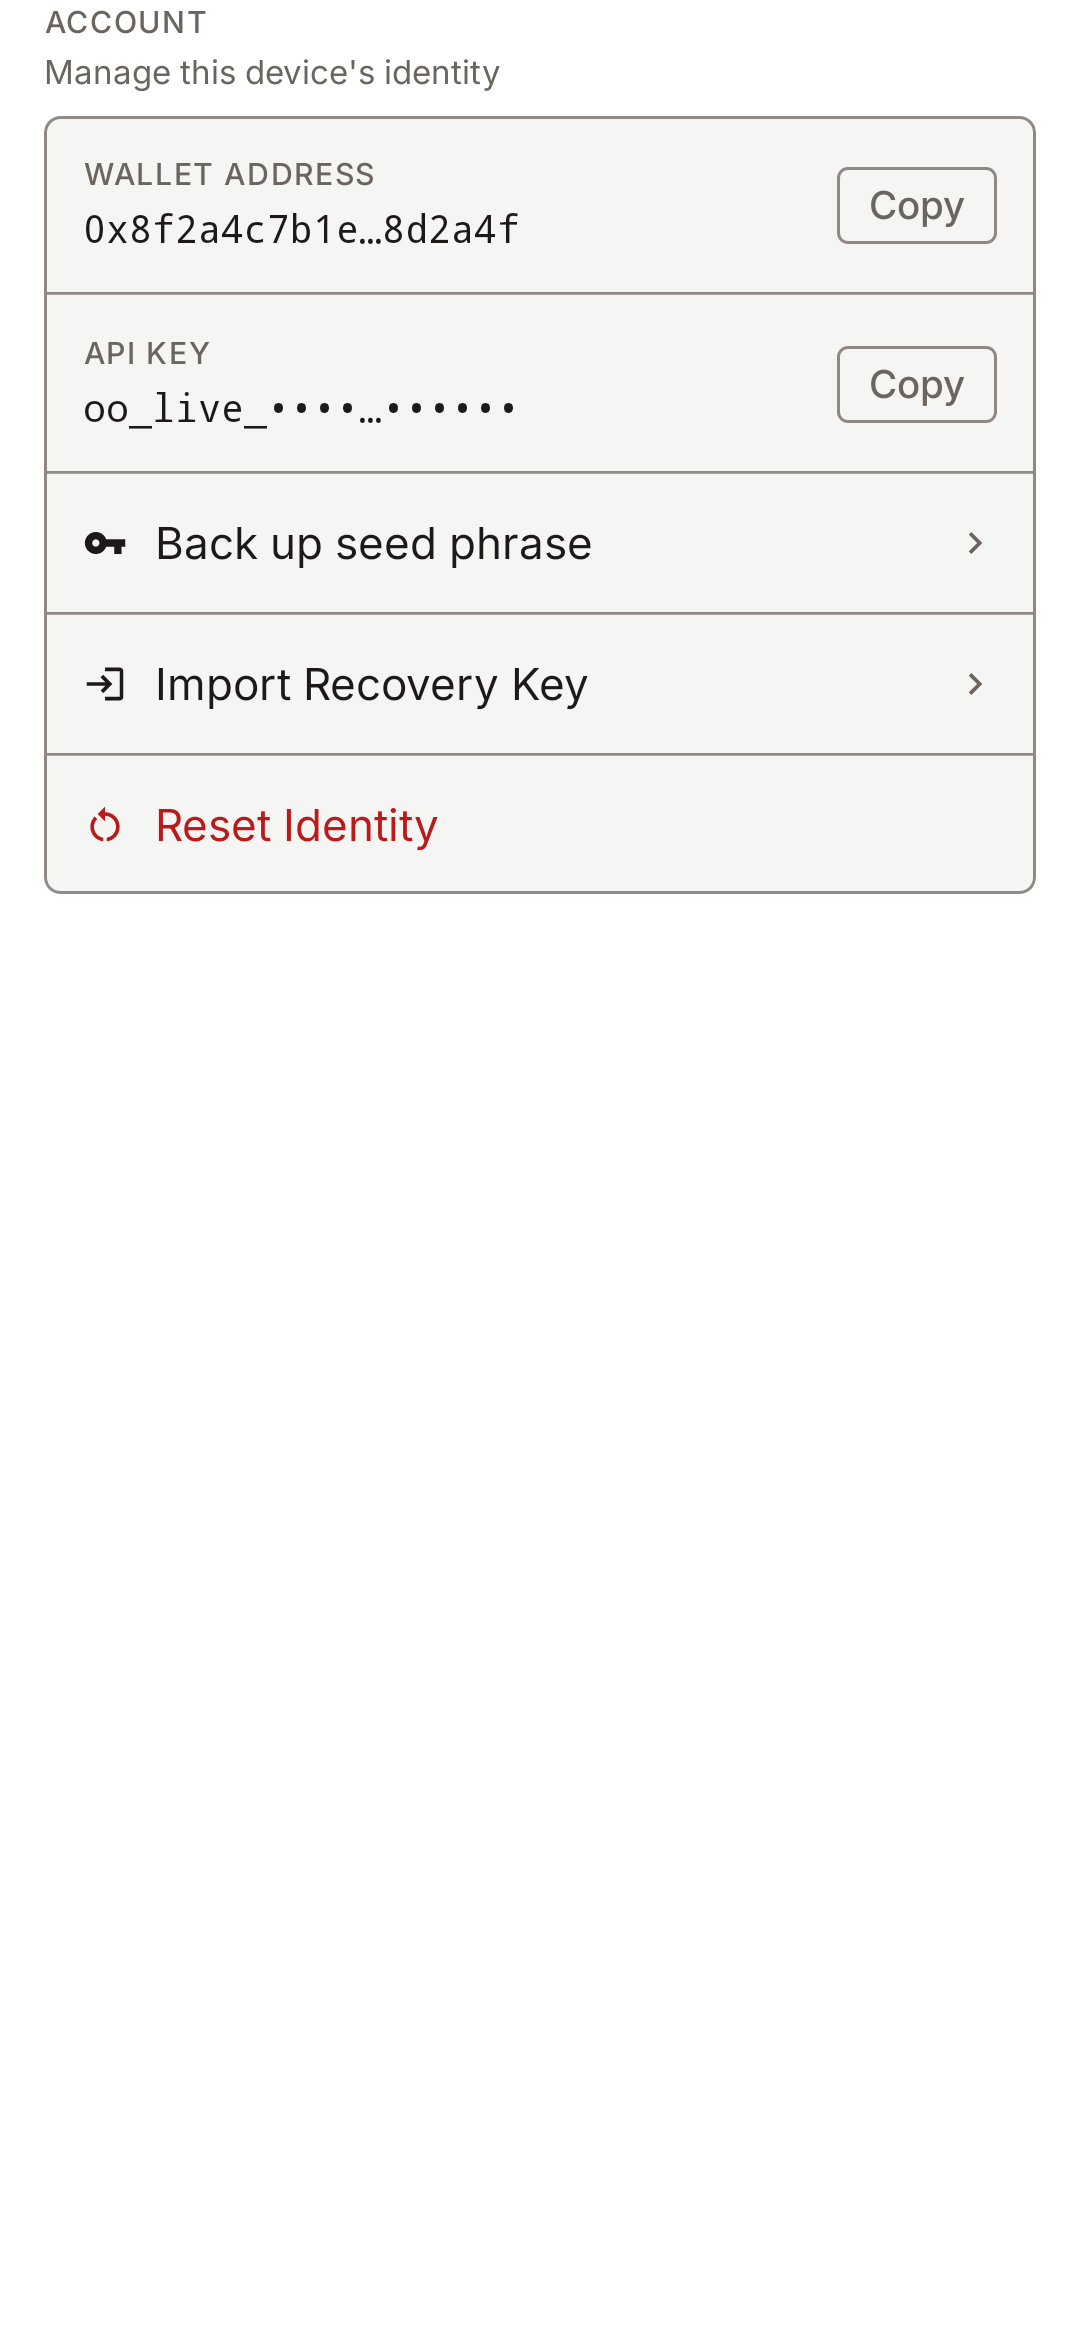 ACCOUNT
Manage this device's identity
WALLET ADDRESS
0x8f2a4c7b1e…8d2a4f
Copy
API KEY
oo_live_••••…••••••
Copy
Back up seed phrase
Import Recovery Key
Reset Identity